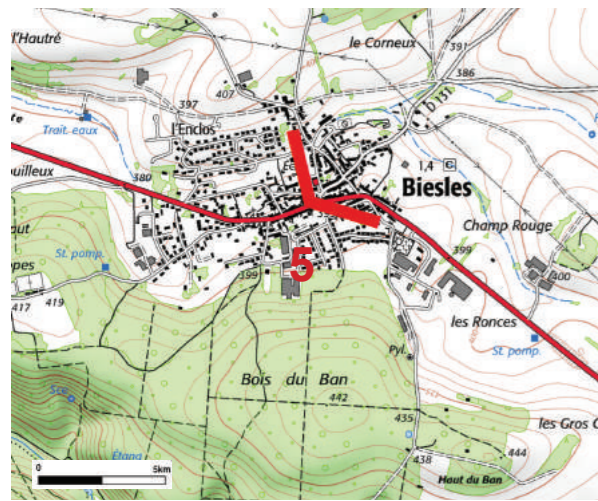 l'Hautré
le Corneux
391
386
407
397
D 131
Trait. eaux
l'Enclos
1,4 C
Biesles
380
Champ Rouge
St. pomp.
399
399
400
5
417
419
les Ronces
Pyl.
St. pomp.
Bois du Ban
442
435
les Gros C
Étang
438
444
Haut du Ban
0
5km